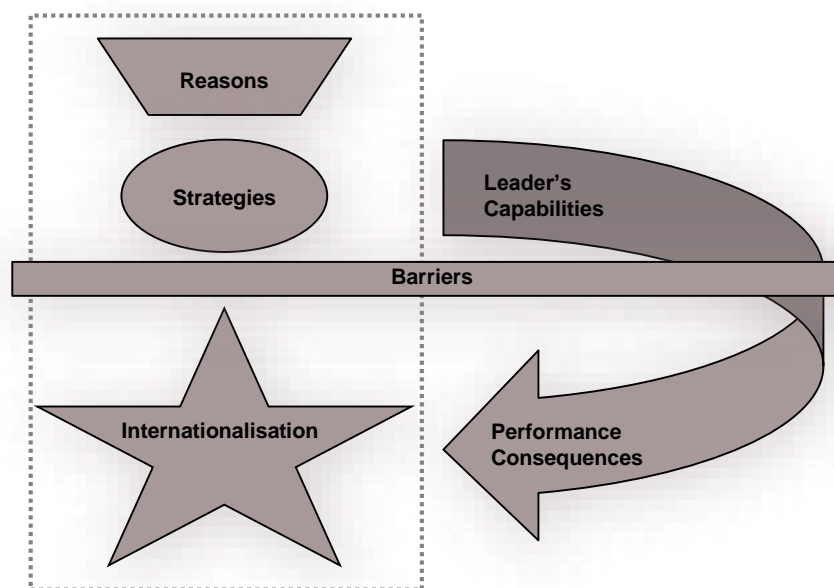 Reasons
Strategies
Leader’s
Capabilities
Barriers
Internationalisation
Performance
Consequences